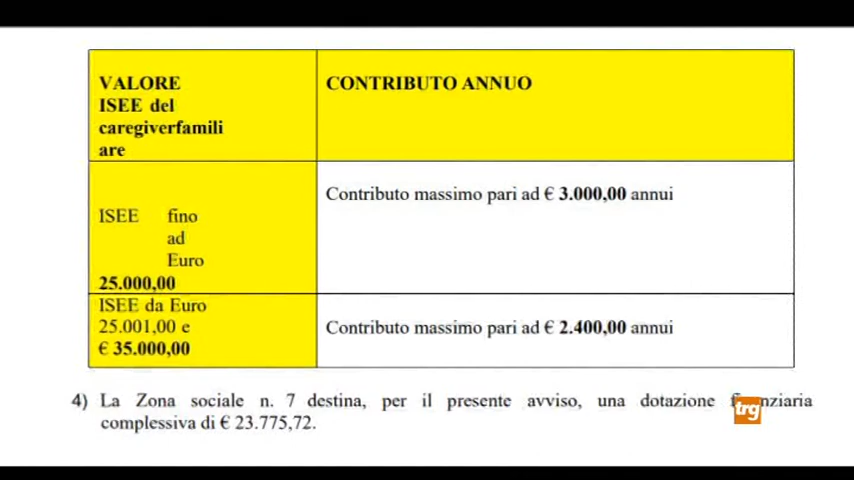 VALORE
ISEE del
caregiverfamili
are
CONTRIBUTO ANNUO
ISEE fino
ad
Euro
25.000,00
Contributo massimo pari ad € 3.000,00 annui
ISEE da Euro
25.001,00 e
€ 35.000,00
Contributo massimo pari ad € 2.400,00 annui
4) La Zona sociale n. 7 destina, per il presente avviso, una dotazione finanziaria
complessiva di € 23.775,72.
trg